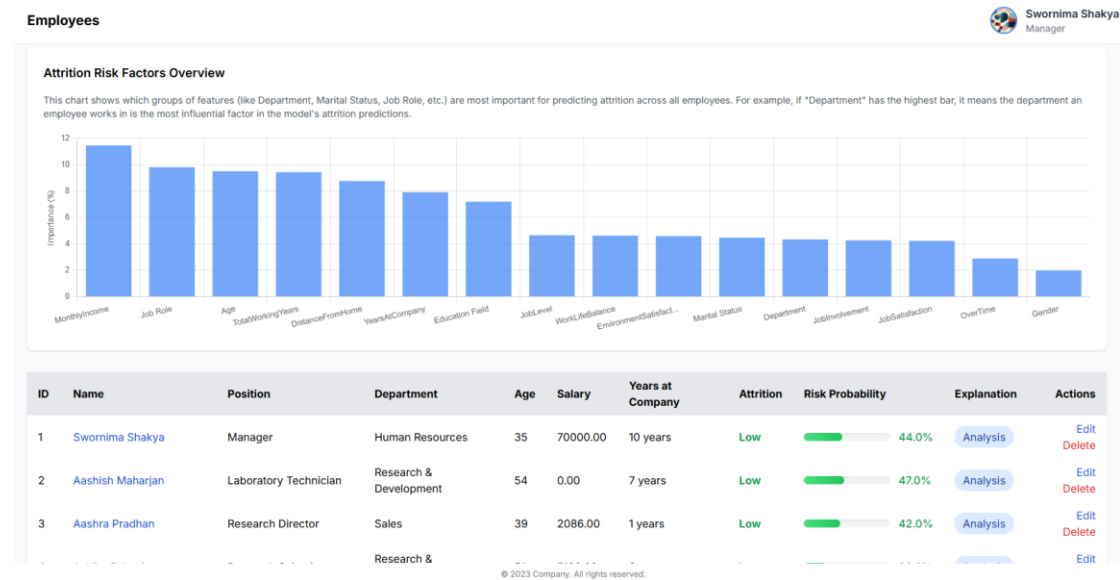 Employees
Swornima Shakya
Manager
Attrition Risk Factors Overview
This chart shows which groups of features (like Department, Marital Status, Job Role, etc.) are most important for predicting attrition across all employees. For example, if "Department" has the highest bar, it means the department an
employee works in is the most influential factor in the model's attrition predictions.
Importance (%)
12
10
8
6
4
2
0
MonthlyIncome
Job Role
Age
TotalWorkingYears
DistanceFromHome
YearsAtCompany
Education Field
JobLevel
WorkLifeBalance
EnvironmentSatisfact...
Marital Status
Department
JobInvolvement
JobSatisfaction
OverTime
Gender
ID Name Position Department Age Salary Years at Company Attrition Risk Probability Explanation Actions
1 Swornima Shakya Manager Human Resources 35 70000.00 10 years Low 44.0% Analysis Edit
Delete
2 Aashish Maharjan Laboratory Technician Research & Development 54 0.00 7 years Low 47.0% Analysis Edit
Delete
3 Aashra Pradhan Research Director Sales 39 2086.00 1 years Low 42.0% Analysis Edit
Delete
Research & Edit
© 2023 Company. All rights reserved.